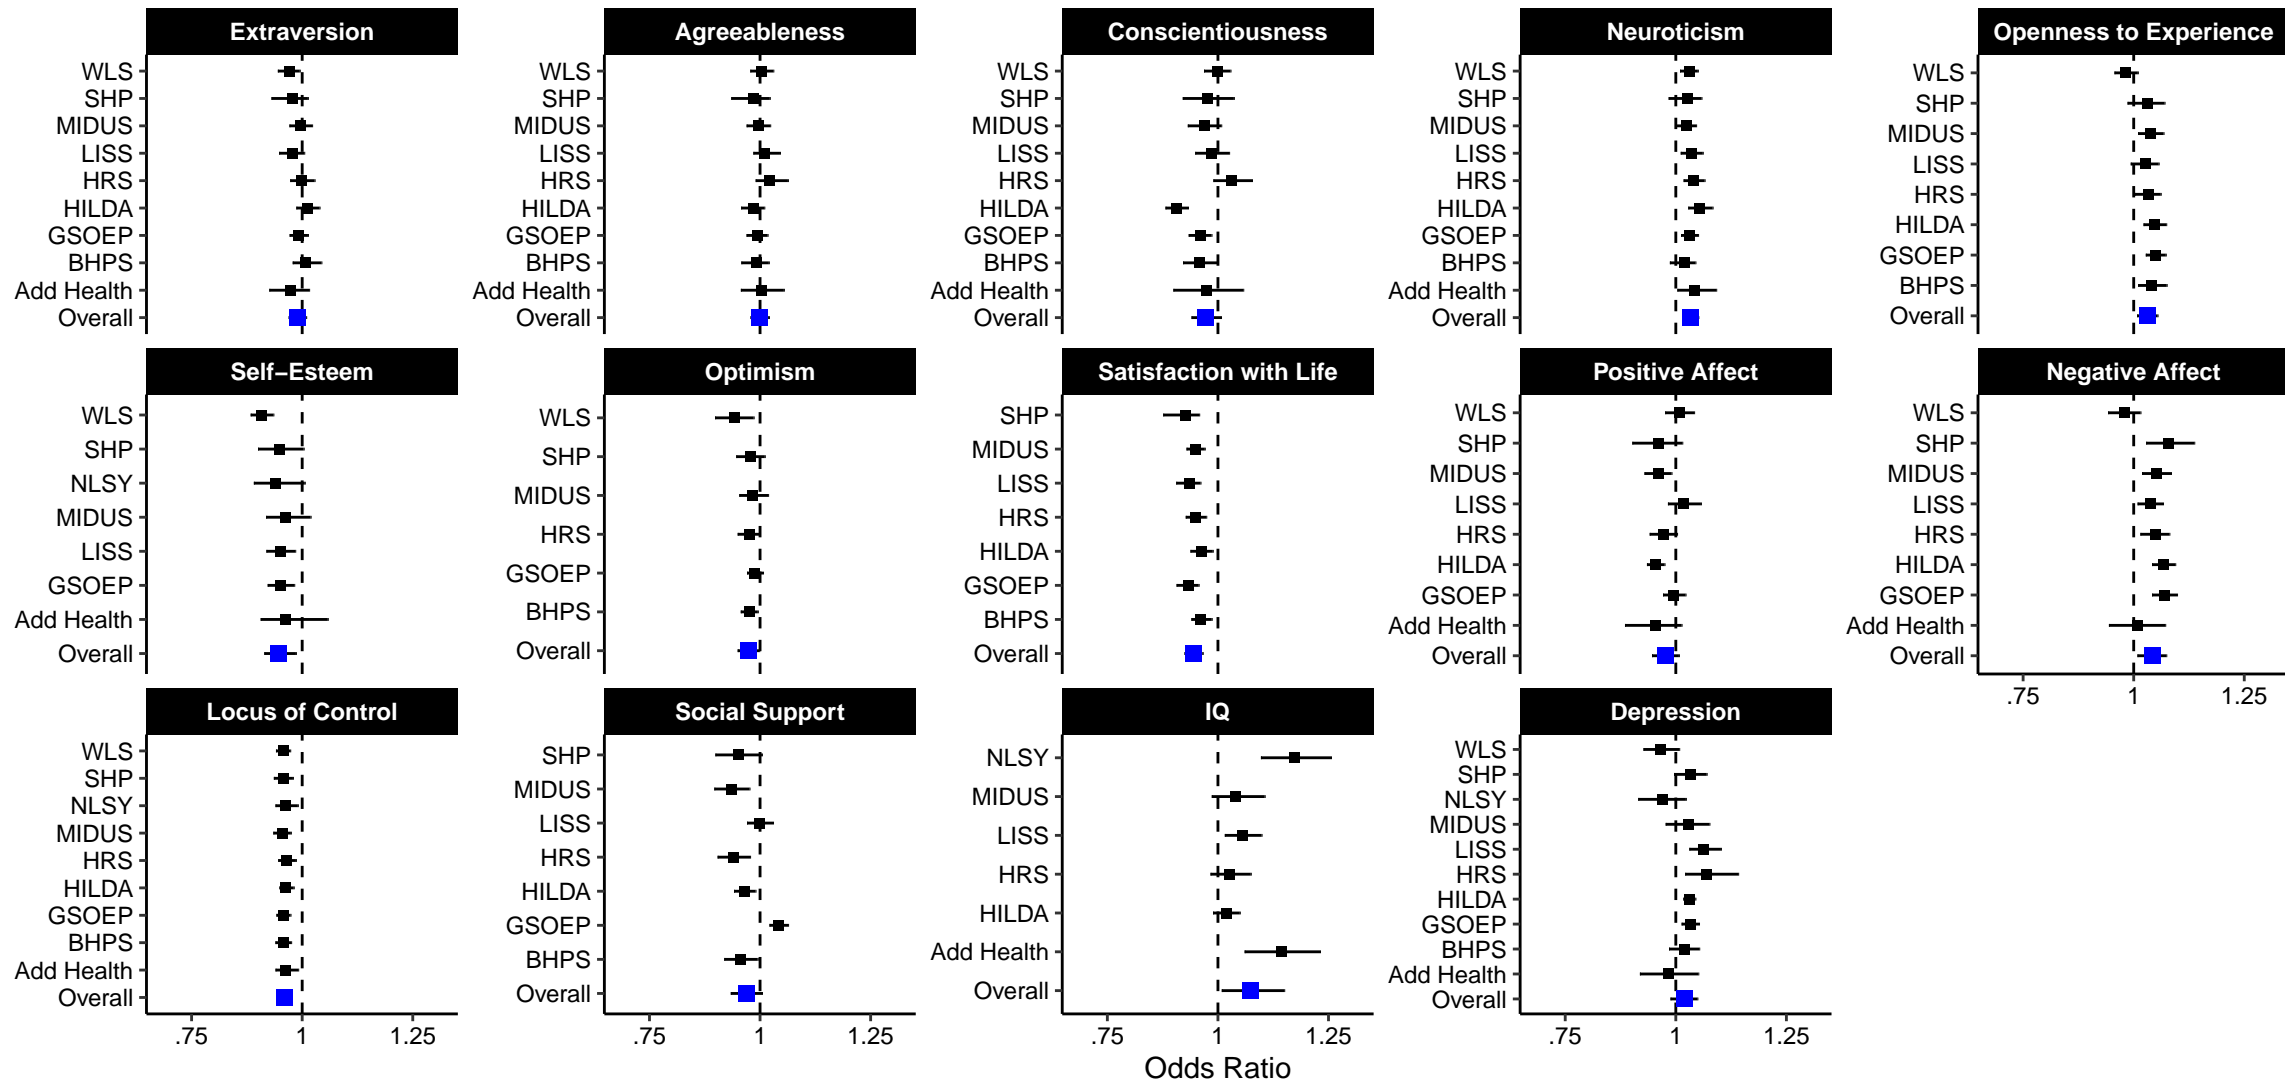 Extraversion
WLS
SHP
MIDUS
LISS
HRS
HILDA
GSOEP
BHPS
Add Health
Overall
Agreeableness
WLS
SHP
MIDUS
LISS
HRS
HILDA
GSOEP
BHPS
Add Health
Overall
Conscientiousness
WLS
SHP
MIDUS
LISS
HRS
HILDA
GSOEP
BHPS
Add Health
Overall
Neuroticism
WLS
SHP
MIDUS
LISS
HRS
HILDA
GSOEP
BHPS
Add Health
Overall
Openness to Experience
WLS
SHP
MIDUS
LISS
HRS
HILDA
GSOEP
BHPS
Overall
Self−Esteem
WLS
SHP
NLSY
MIDUS
LISS
GSOEP
Add Health
Overall
Optimism
WLS
SHP
MIDUS
HRS
GSOEP
BHPS
Overall
Satisfaction with Life
SHP
MIDUS
LISS
HRS
HILDA
GSOEP
BHPS
Overall
Positive Affect
WLS
SHP
MIDUS
LISS
HRS
HILDA
GSOEP
Add Health
Overall
Negative Affect
WLS
SHP
MIDUS
LISS
HRS
HILDA
GSOEP
Add Health
Overall
.75 1 1.25
Locus of Control
WLS
SHP
NLSY
MIDUS
HRS
HILDA
GSOEP
BHPS
Add Health
Overall
.75 1 1.25
Social Support
SHP
MIDUS
LISS
HRS
HILDA
GSOEP
BHPS
Overall
.75 1 1.25
IQ
NLSY
MIDUS
LISS
HRS
HILDA
Add Health
Overall
.75 1 1.25
Depression
WLS
SHP
NLSY
MIDUS
LISS
HRS
HILDA
GSOEP
BHPS
Add Health
Overall
.75 1 1.25
Odds Ratio